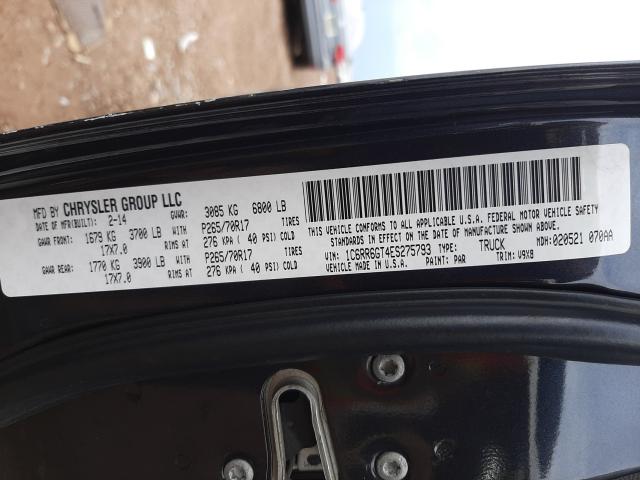 MFD BY CHRYSLER GROUP LLC
DATE OF MFR(BUILT): 2-14 GVWR: 3085 KG 6800 LB
GAWR FRONT: 1679 KG 3700 LB P265/70R17 TIRES
17X7.0 RIMS AT 276 KPA ( 40 PSI) COLD
GAWR REAR: 1770 KG 3900 LB P265/70R17 TIRES
17X7.0 RIMS AT 276 KPA ( 40 PSI) COLD
THIS VEHICLE CONFORMS TO ALL APPLICABLE U.S.A. FEDERAL MOTOR VEHICLE SAFETY
STANDARDS IN EFFECT ON THE DATE OF MANUFACTURE SHOWN ABOVE.
VIN: 1C6RR6GT4ES275793 TYPE: TRUCK MDH:020521 070AA
VEHICLE MADE IN U.S.A. PAINT: PAR TRIM: V9X8